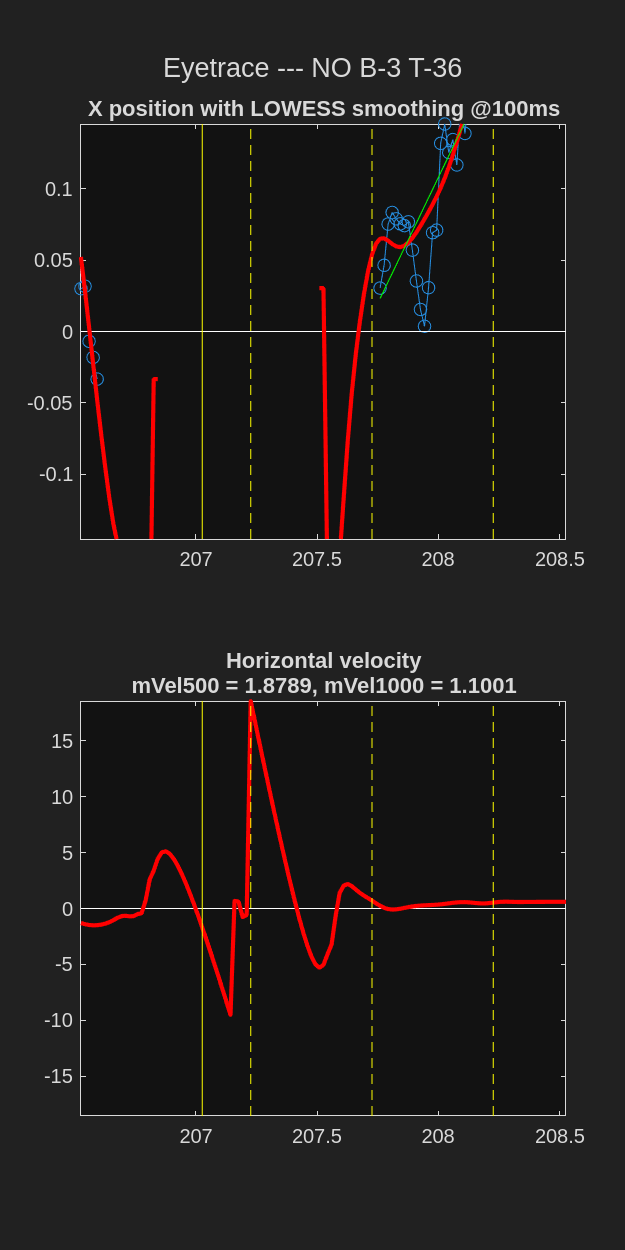 Eyetrace --- NO B-3 T-36
X position with LOWESS smoothing @100ms
0.1
0.05
0
-0.05
-0.1
207 207.5 208 208.5
Horizontal velocity
mVel500 = 1.8789, mVel1000 = 1.1001
15
10
5
0
-5
-10
-15
207 207.5 208 208.5